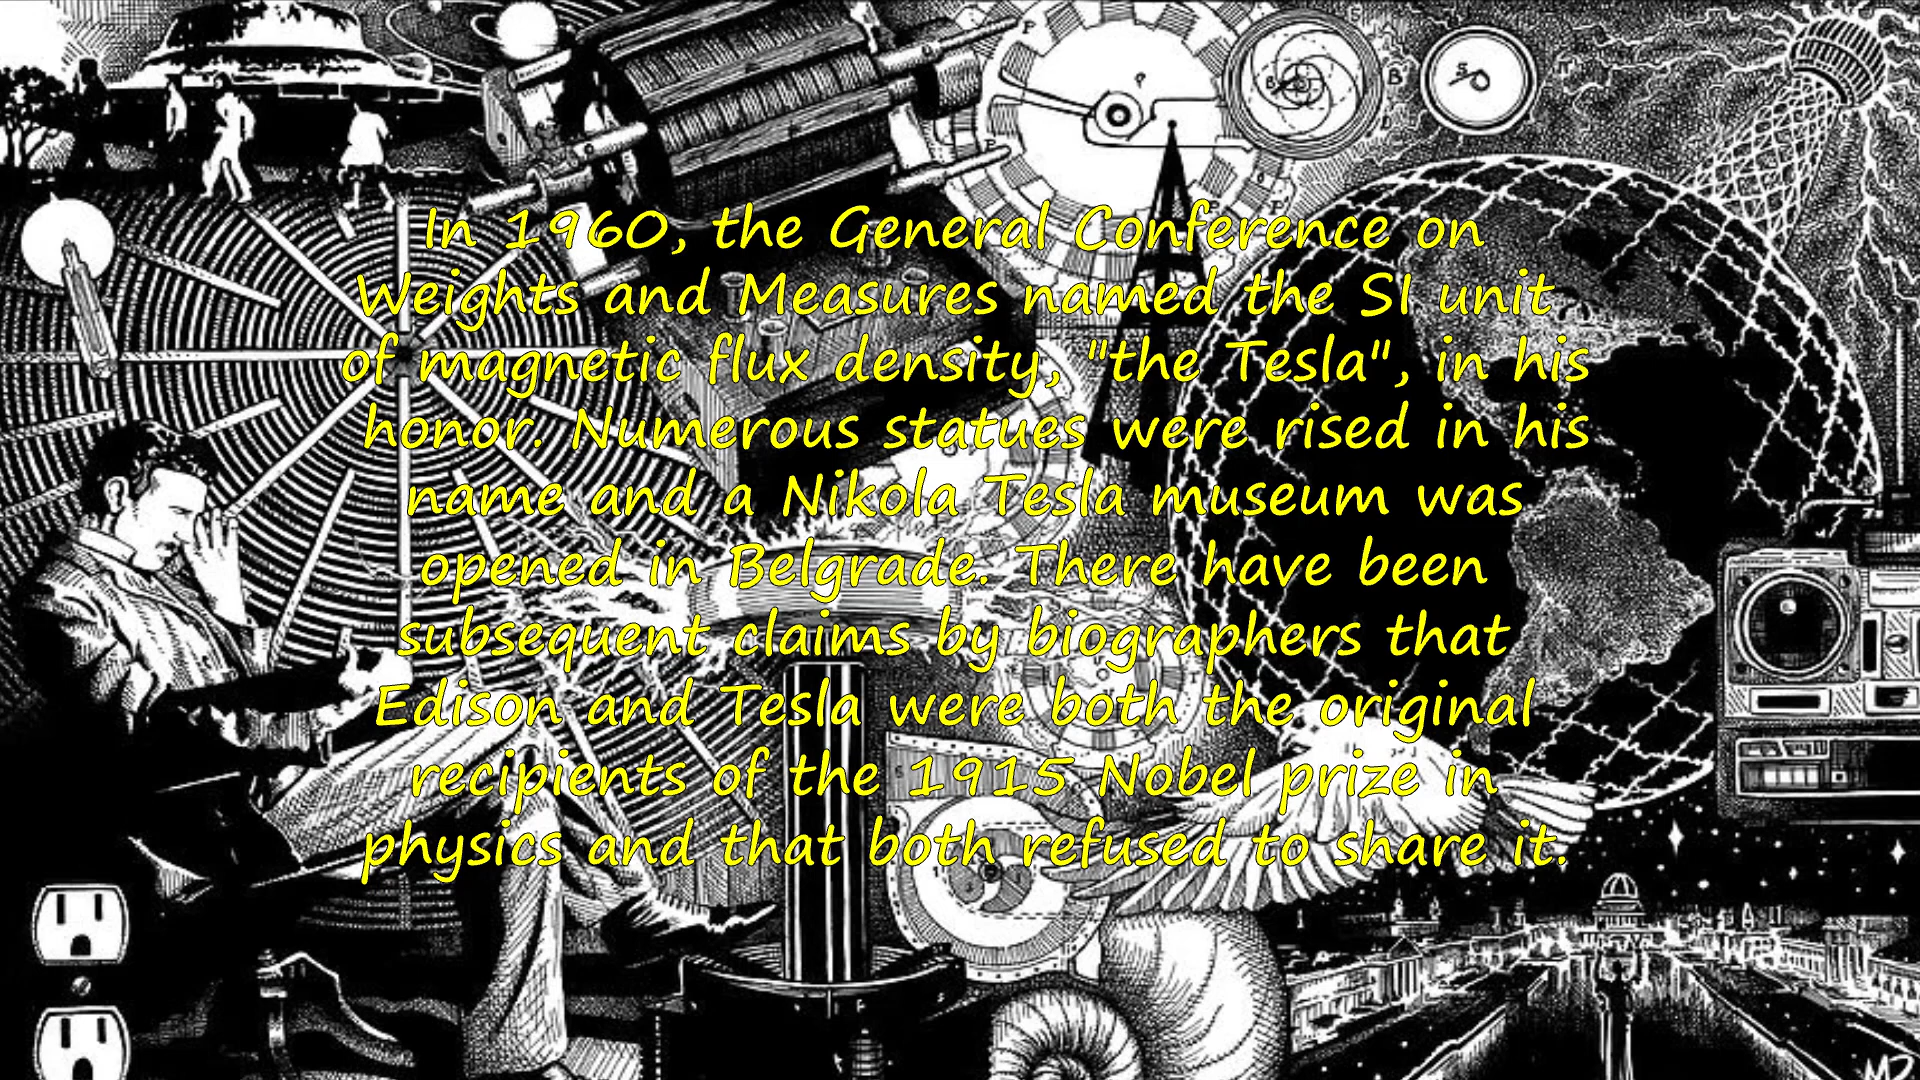 In 1960, the General Conference on
Weights and Measures named the SI unit
of magnetic flux density, "the Tesla", in his
honor. Numerous statues were rised in his
name and a Nikola Tesla museum was
opened in Belgrade. There have been
subsequent claims by biographers that
Edison and Tesla were both the original
recipients of the 1915 Nobel prize in
physics and that both refused to share it.